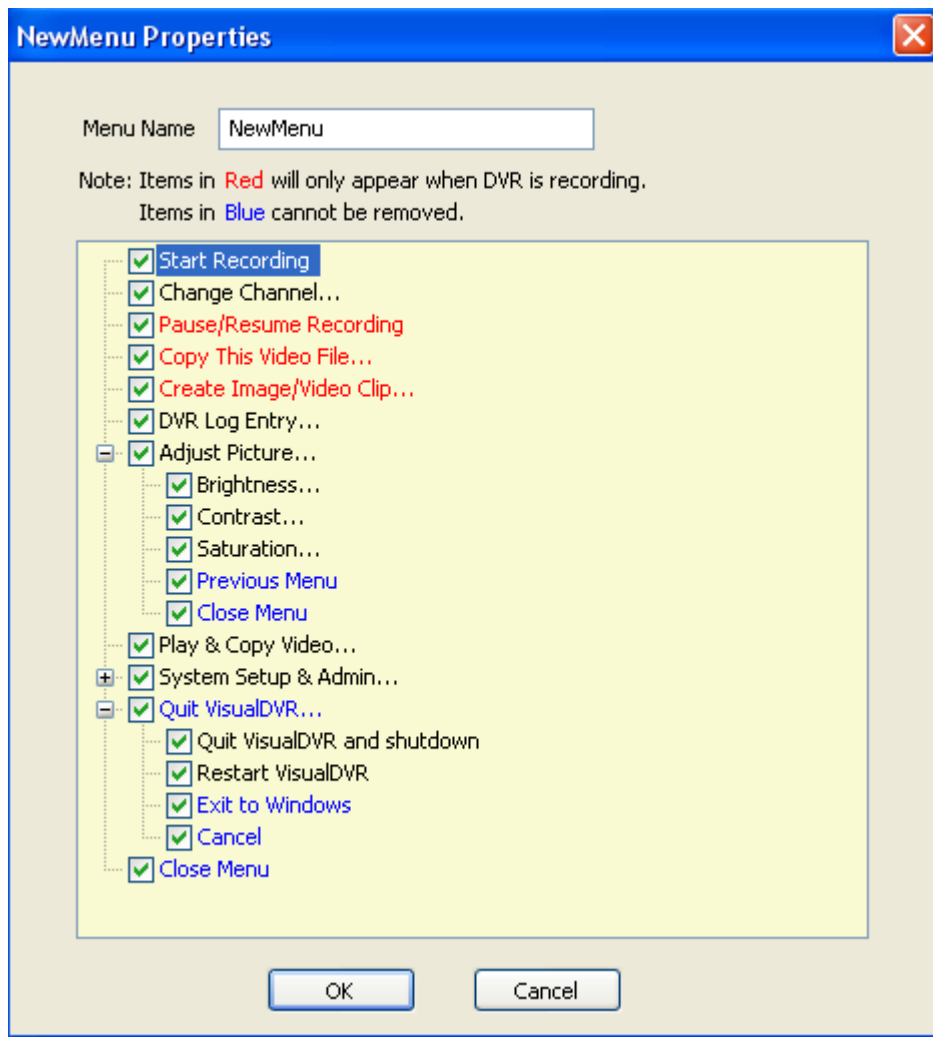 NewMenu Properties
Menu Name NewMenu
Note: Items in Red will only appear when DVR is recording.
Items in Blue cannot be removed.
Start Recording
Change Channel...
Pause/Resume Recording
Copy This Video File...
Create Image/Video Clip...
DVR Log Entry...
Adjust Picture...
Brightness...
Contrast...
Saturation...
Previous Menu
Close Menu
Play & Copy Video...
System Setup & Admin...
Quit VisualDVR...
Quit VisualDVR and shutdown
Restart VisualDVR
Exit to Windows
Cancel
Close Menu
OK Cancel